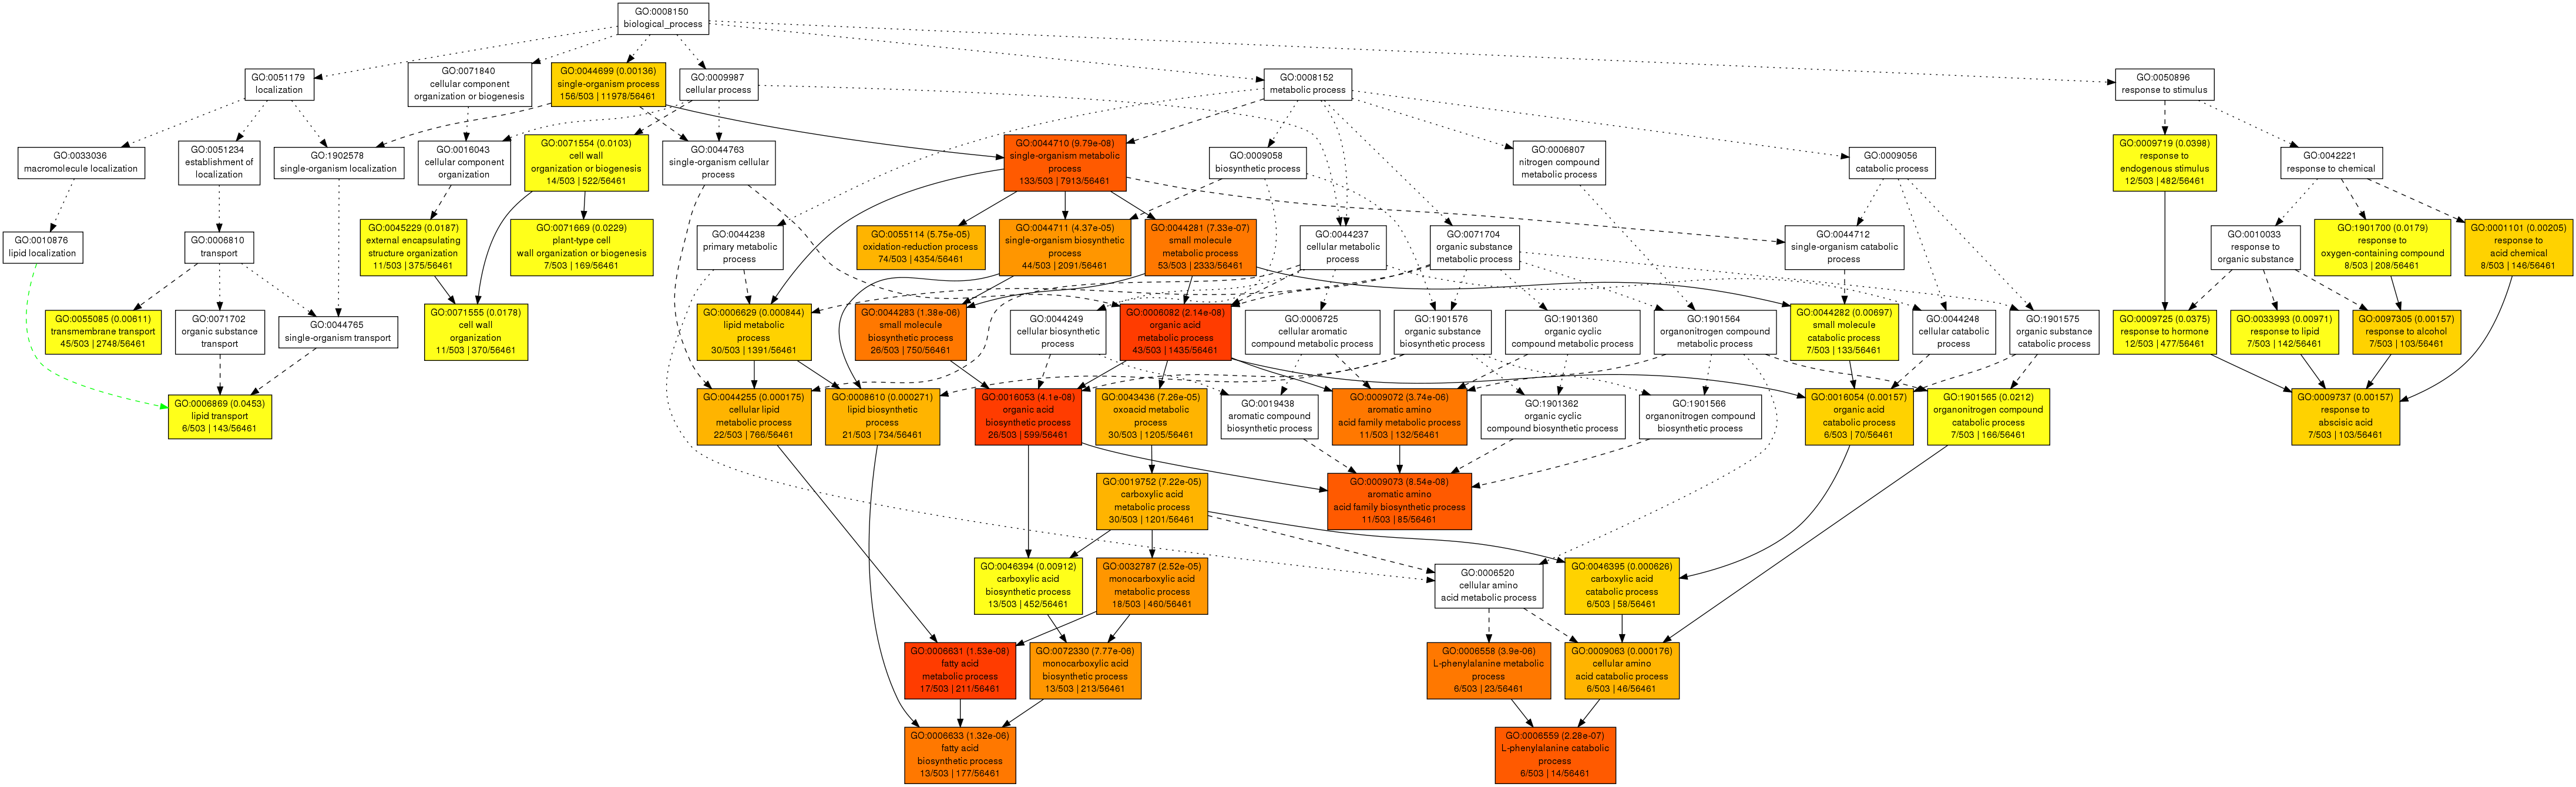 GO:0008150
biological_process
GO:0051179
localization
GO:0071840
cellular component
organization or biogenesis
GO:0044699 (0.00136)
single-organism process
156/503 | 11978/56461
GO:0009987
cellular process
GO:0008152
metabolic process
GO:0050896
response to stimulus
GO:0033036
macromolecule localization
GO:0051234
establishment of
localization
GO:1902578
single-organism localization
GO:0016043
cellular component
organization
GO:0071554 (0.0103)
cell wall
organization or biogenesis
14/503 | 522/56461
GO:0044763
single-organism cellular
process
GO:0044710 (9.79e-08)
single-organism metabolic
process
133/503 | 7913/56461
GO:0009058
biosynthetic process
GO:0006807
nitrogen compound
metabolic process
GO:0009056
catabolic process
GO:0009719 (0.0398)
response to
endogenous stimulus
12/503 | 482/56461
GO:0042221
response to chemical
GO:0010876
lipid localization
GO:0006810
transport
GO:0045229 (0.0187)
external encapsulating
structure organization
11/503 | 375/56461
GO:0071669 (0.0229)
plant-type cell
wall organization or biogenesis
7/503 | 169/56461
GO:0044238
primary metabolic
process
GO:0055114 (5.75e-05)
oxidation-reduction process
74/503 | 4354/56461
GO:0044711 (4.37e-05)
single-organism biosynthetic
process
44/503 | 2091/56461
GO:0044281 (7.33e-07)
small molecule
metabolic process
53/503 | 2333/56461
GO:0044237
cellular metabolic
process
GO:0071704
organic substance
metabolic process
GO:0044712
single-organism catabolic
process
GO:0010033
response to
organic substance
GO:1901700 (0.0179)
response to
oxygen-containing compound
8/503 | 208/56461
GO:0001101 (0.00205)
response to
acid chemical
8/503 | 146/56461
GO:0055085 (0.00611)
transmembrane transport
45/503 | 2748/56461
GO:0071702
organic substance
transport
GO:0044765
single-organism transport
GO:0071555 (0.0178)
cell wall
organization
11/503 | 370/56461
GO:0006629 (0.000844)
lipid metabolic
process
30/503 | 1391/56461
GO:0044283 (1.38e-06)
small molecule
biosynthetic process
26/503 | 750/56461
GO:0044249
cellular biosynthetic
process
GO:0006082 (2.14e-08)
organic acid
metabolic process
43/503 | 1435/56461
GO:0006725
cellular aromatic
compound metabolic process
GO:1901576
organic substance
biosynthetic process
GO:1901360
organic cyclic
compound metabolic process
GO:1901564
organonitrogen compound
metabolic process
GO:0044282 (0.00697)
small molecule
catabolic process
7/503 | 133/56461
GO:0044248
cellular catabolic
process
GO:1901575
organic substance
catabolic process
GO:0009725 (0.0375)
response to hormone
12/503 | 477/56461
GO:0033993 (0.00971)
response to lipid
7/503 | 142/56461
GO:0097305 (0.00157)
response to alcohol
7/503 | 103/56461
GO:0006869 (0.0453)
lipid transport
6/503 | 143/56461
GO:0044255 (0.000175)
cellular lipid
metabolic process
22/503 | 766/56461
GO:0008610 (0.000271)
lipid biosynthetic
process
21/503 | 734/56461
GO:0016053 (4.1e-08)
organic acid
biosynthetic process
26/503 | 599/56461
GO:0043436 (7.26e-05)
oxoacid metabolic
process
30/503 | 1205/56461
GO:0019438
aromatic compound
biosynthetic process
GO:0009072 (3.74e-06)
aromatic amino
acid family metabolic process
11/503 | 132/56461
GO:1901362
organic cyclic
compound biosynthetic process
GO:1901566
organonitrogen compound
biosynthetic process
GO:0016054 (0.00157)
organic acid
catabolic process
6/503 | 70/56461
GO:1901565 (0.0212)
organonitrogen compound
catabolic process
7/503 | 166/56461
GO:0009737 (0.00157)
response to
abscisic acid
7/503 | 103/56461
GO:0019752 (7.22e-05)
carboxylic acid
metabolic process
30/503 | 1201/56461
GO:0009073 (8.54e-08)
aromatic amino
acid family biosynthetic process
11/503 | 85/56461
GO:0046394 (0.00912)
carboxylic acid
biosynthetic process
13/503 | 452/56461
GO:0032787 (2.52e-05)
monocarboxylic acid
metabolic process
18/503 | 460/56461
GO:0006520
cellular amino
acid metabolic process
GO:0046395 (0.000626)
carboxylic acid
catabolic process
6/503 | 58/56461
GO:0006631 (1.53e-08)
fatty acid
metabolic process
17/503 | 211/56461
GO:0072330 (7.77e-06)
monocarboxylic acid
biosynthetic process
13/503 | 213/56461
GO:0006558 (3.9e-06)
L-phenylalanine metabolic
process
6/503 | 23/56461
GO:0009063 (0.000176)
cellular amino
acid catabolic process
6/503 | 46/56461
GO:0006633 (1.32e-06)
fatty acid
biosynthetic process
13/503 | 177/56461
GO:0006559 (2.28e-07)
L-phenylalanine catabolic
process
6/503 | 14/56461